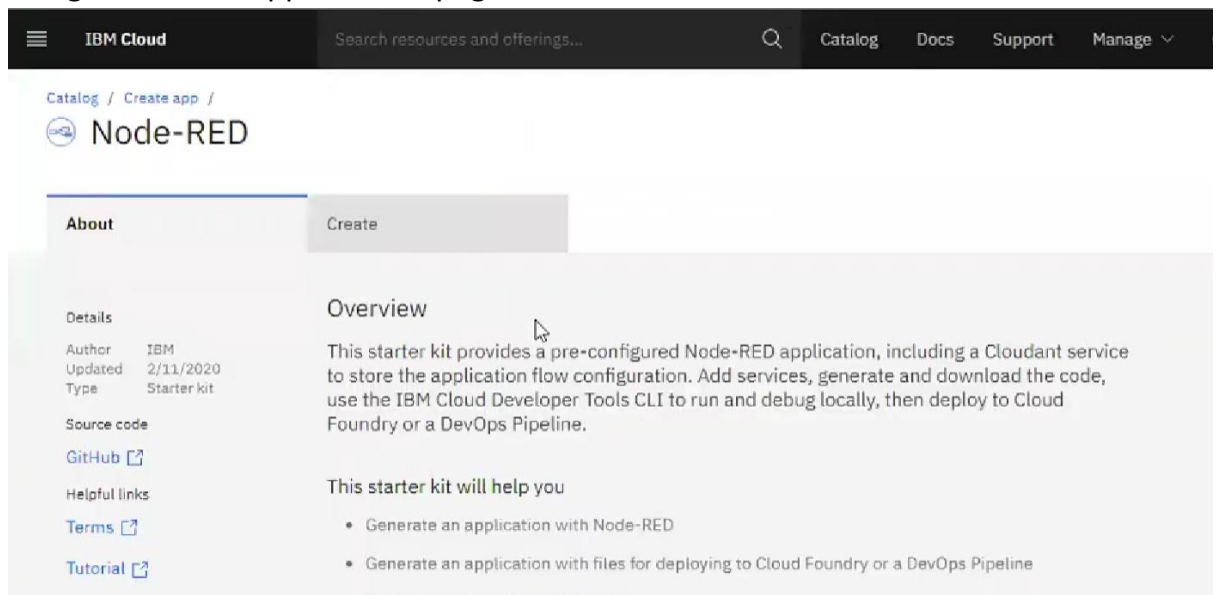 IBM Cloud
Search resources and offerings...
Catalog
Docs
Support
Manage
Catalog / Create app /
Node-RED
About
Create
Details
Author IBM
Updated 2/11/2020
Type Starter kit
Source code
GitHub
Helpful links
Terms
Tutorial
Overview
This starter kit provides a pre-configured Node-RED application, including a Cloudant service
to store the application flow configuration. Add services, generate and download the code,
use the IBM Cloud Developer Tools CLI to run and debug locally, then deploy to Cloud
Foundry or a DevOps Pipeline.
This starter kit will help you
• Generate an application with Node-RED
• Generate an application with files for deploying to Cloud Foundry or a DevOps Pipeline